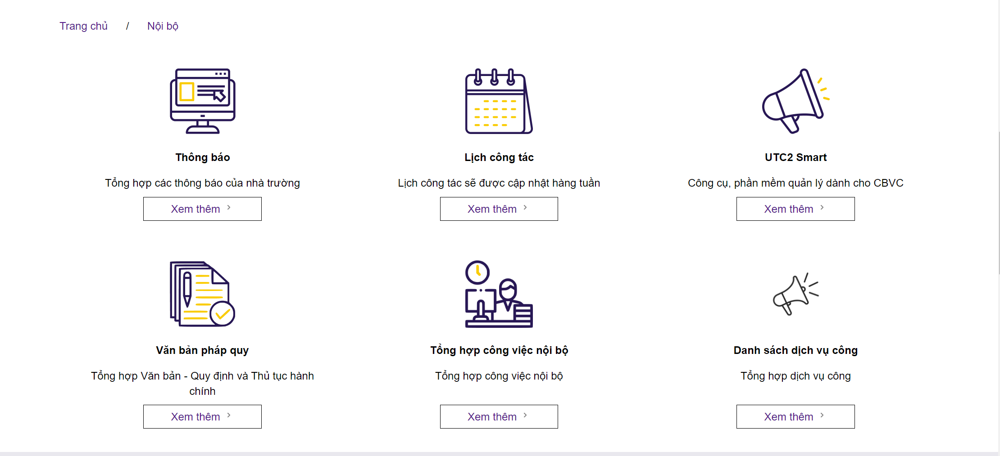 Trang chủ / Nội bộ
Thông báo
Tổng hợp các thông báo của nhà trường
Xem thêm
Lịch công tác
Lịch công tác sẽ được cập nhật hàng tuần
Xem thêm
UTC2 Smart
Công cụ, phần mềm quản lý dành cho CBVC
Xem thêm
Văn bản pháp quy
Tổng hợp Văn bản - Quy định và Thủ tục hành
chính
Xem thêm
Tổng hợp công việc nội bộ
Tổng hợp công việc nội bộ
Xem thêm
Danh sách dịch vụ công
Tổng hợp dịch vụ công
Xem thêm